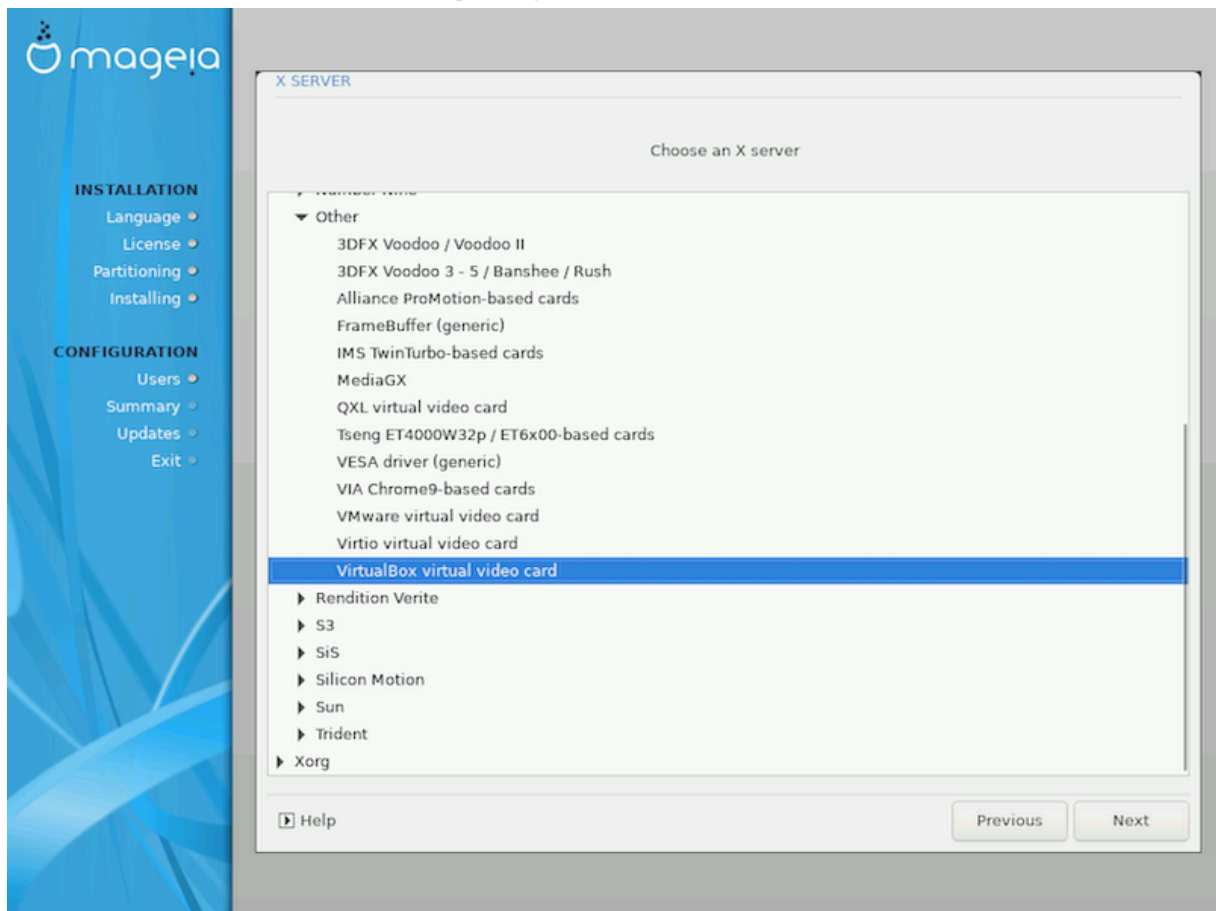 mageia
INSTALLATION
Language
License
Partitioning
Installing
CONFIGURATION
Users
Summary
Updates
Exit
X SERVER
Choose an X server
Other
3DFX Voodoo / Voodoo II
3DFX Voodoo 3 - 5 / Banshee / Rush
Alliance ProMotion-based cards
FrameBuffer (generic)
IMS TwinTurbo-based cards
MediaGX
QXL virtual video card
Tseng ET4000W32p / ET6x00-based cards
VESA driver (generic)
VIA Chrome9-based cards
VMware virtual video card
Virtio virtual video card
VirtualBox virtual video card
Rendition Verite
S3
SiS
Silicon Motion
Sun
Trident
Xorg
Help
Previous
Next